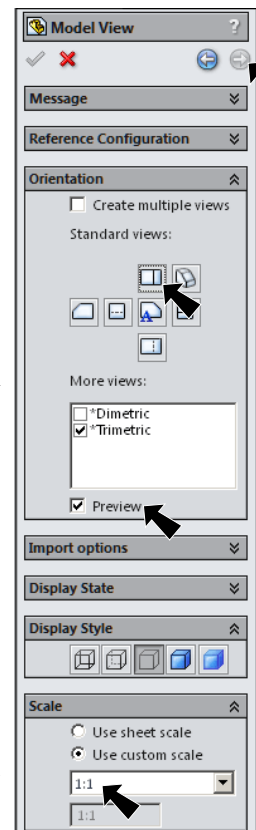 Model View ?
Message
Reference Configuration
Orientation
Create multiple views
Standard views:
A
More views:
*Dimetric
*Trimetric
Preview
Import options
Display State
Display Style
Scale
Use sheet scale
Use custom scale
1:1
1:1